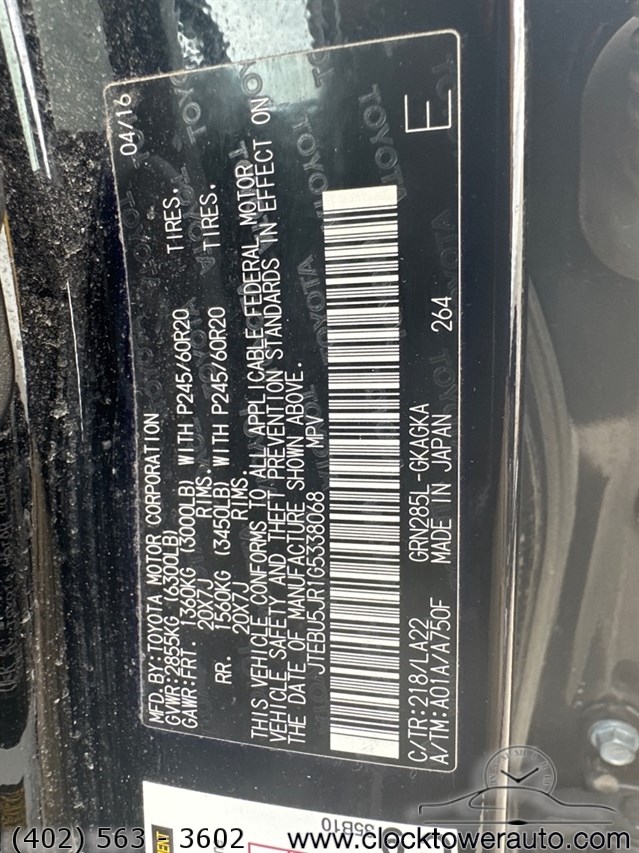 MFD.BY:TOYOTA MOTOR CORPORATION 04/16
GVWR:2855KG (6300LB)
GAWR:FRT. 1360KG (3000LB) WITH P245/60R20 TIRES.
20X7J RIMS.
RR. 1560KG (3450LB) WITH P245/60R20 TIRES.
20X7J RIMS.
THIS VEHICLE CONFORMS TO ALL APPLICABLE FEDERAL MOTOR
VEHICLE SAFETY AND THEFT PREVENTION STANDARDS IN EFFECT ON
THE DATE OF MANUFACTURE SHOWN ABOVE.
JTEBU5JR1G5338068 MPV
C/TR:218/LA22 GRN285L-GKAGKA 264 E
A/TM:A01A/A750F MADE IN JAPAN
35B10
(402) 563 3602 www.clocktowerauto.com